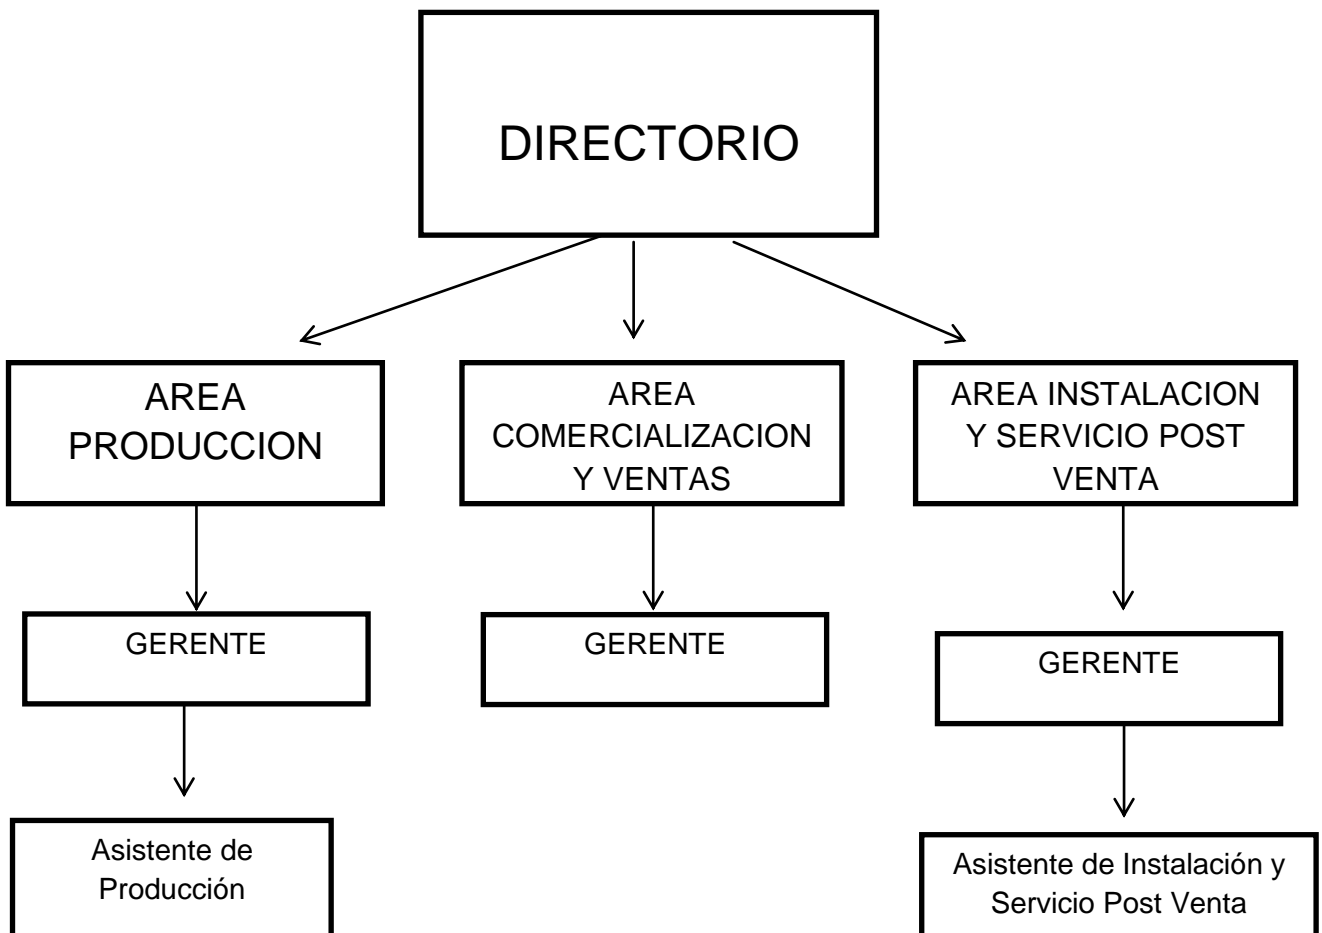 DIRECTORIO
AREA
PRODUCCION
AREA
COMERCIALIZACION
Y VENTAS
AREA INSTALACION
Y SERVICIO POST
VENTA
GERENTE
GERENTE
GERENTE
Asistente de
Producción
Asistente de Instalación y
Servicio Post Venta